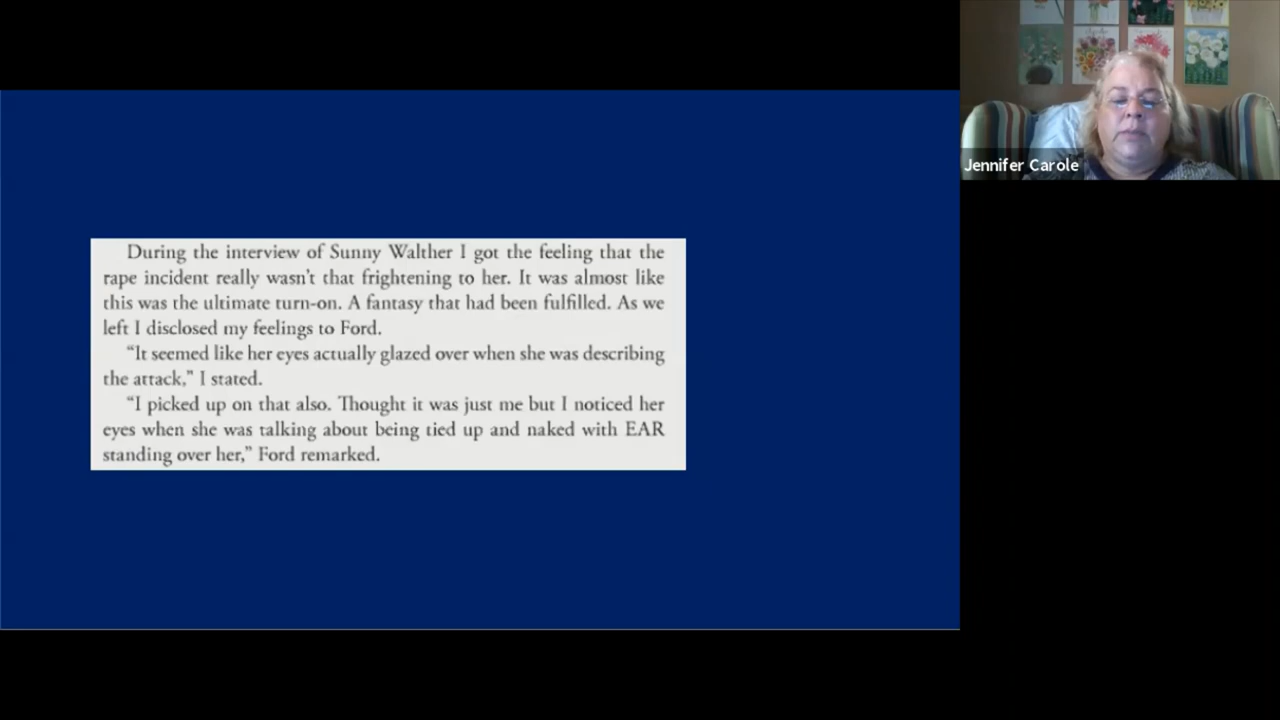 During the interview of Sunny Walther I got the feeling that the
rape incident really wasn't that frightening to her. It was almost like
this was the ultimate turn-on. A fantasy that had been fulfilled. As we
left I disclosed my feelings to Ford.
“It seemed like her eyes actually glazed over when she was describing
the attack,” I stated.
“I picked up on that also. Thought it was just me but I noticed her
eyes when she was talking about being tied up and naked with EAR
standing over her,” Ford remarked.
Jennifer Carole